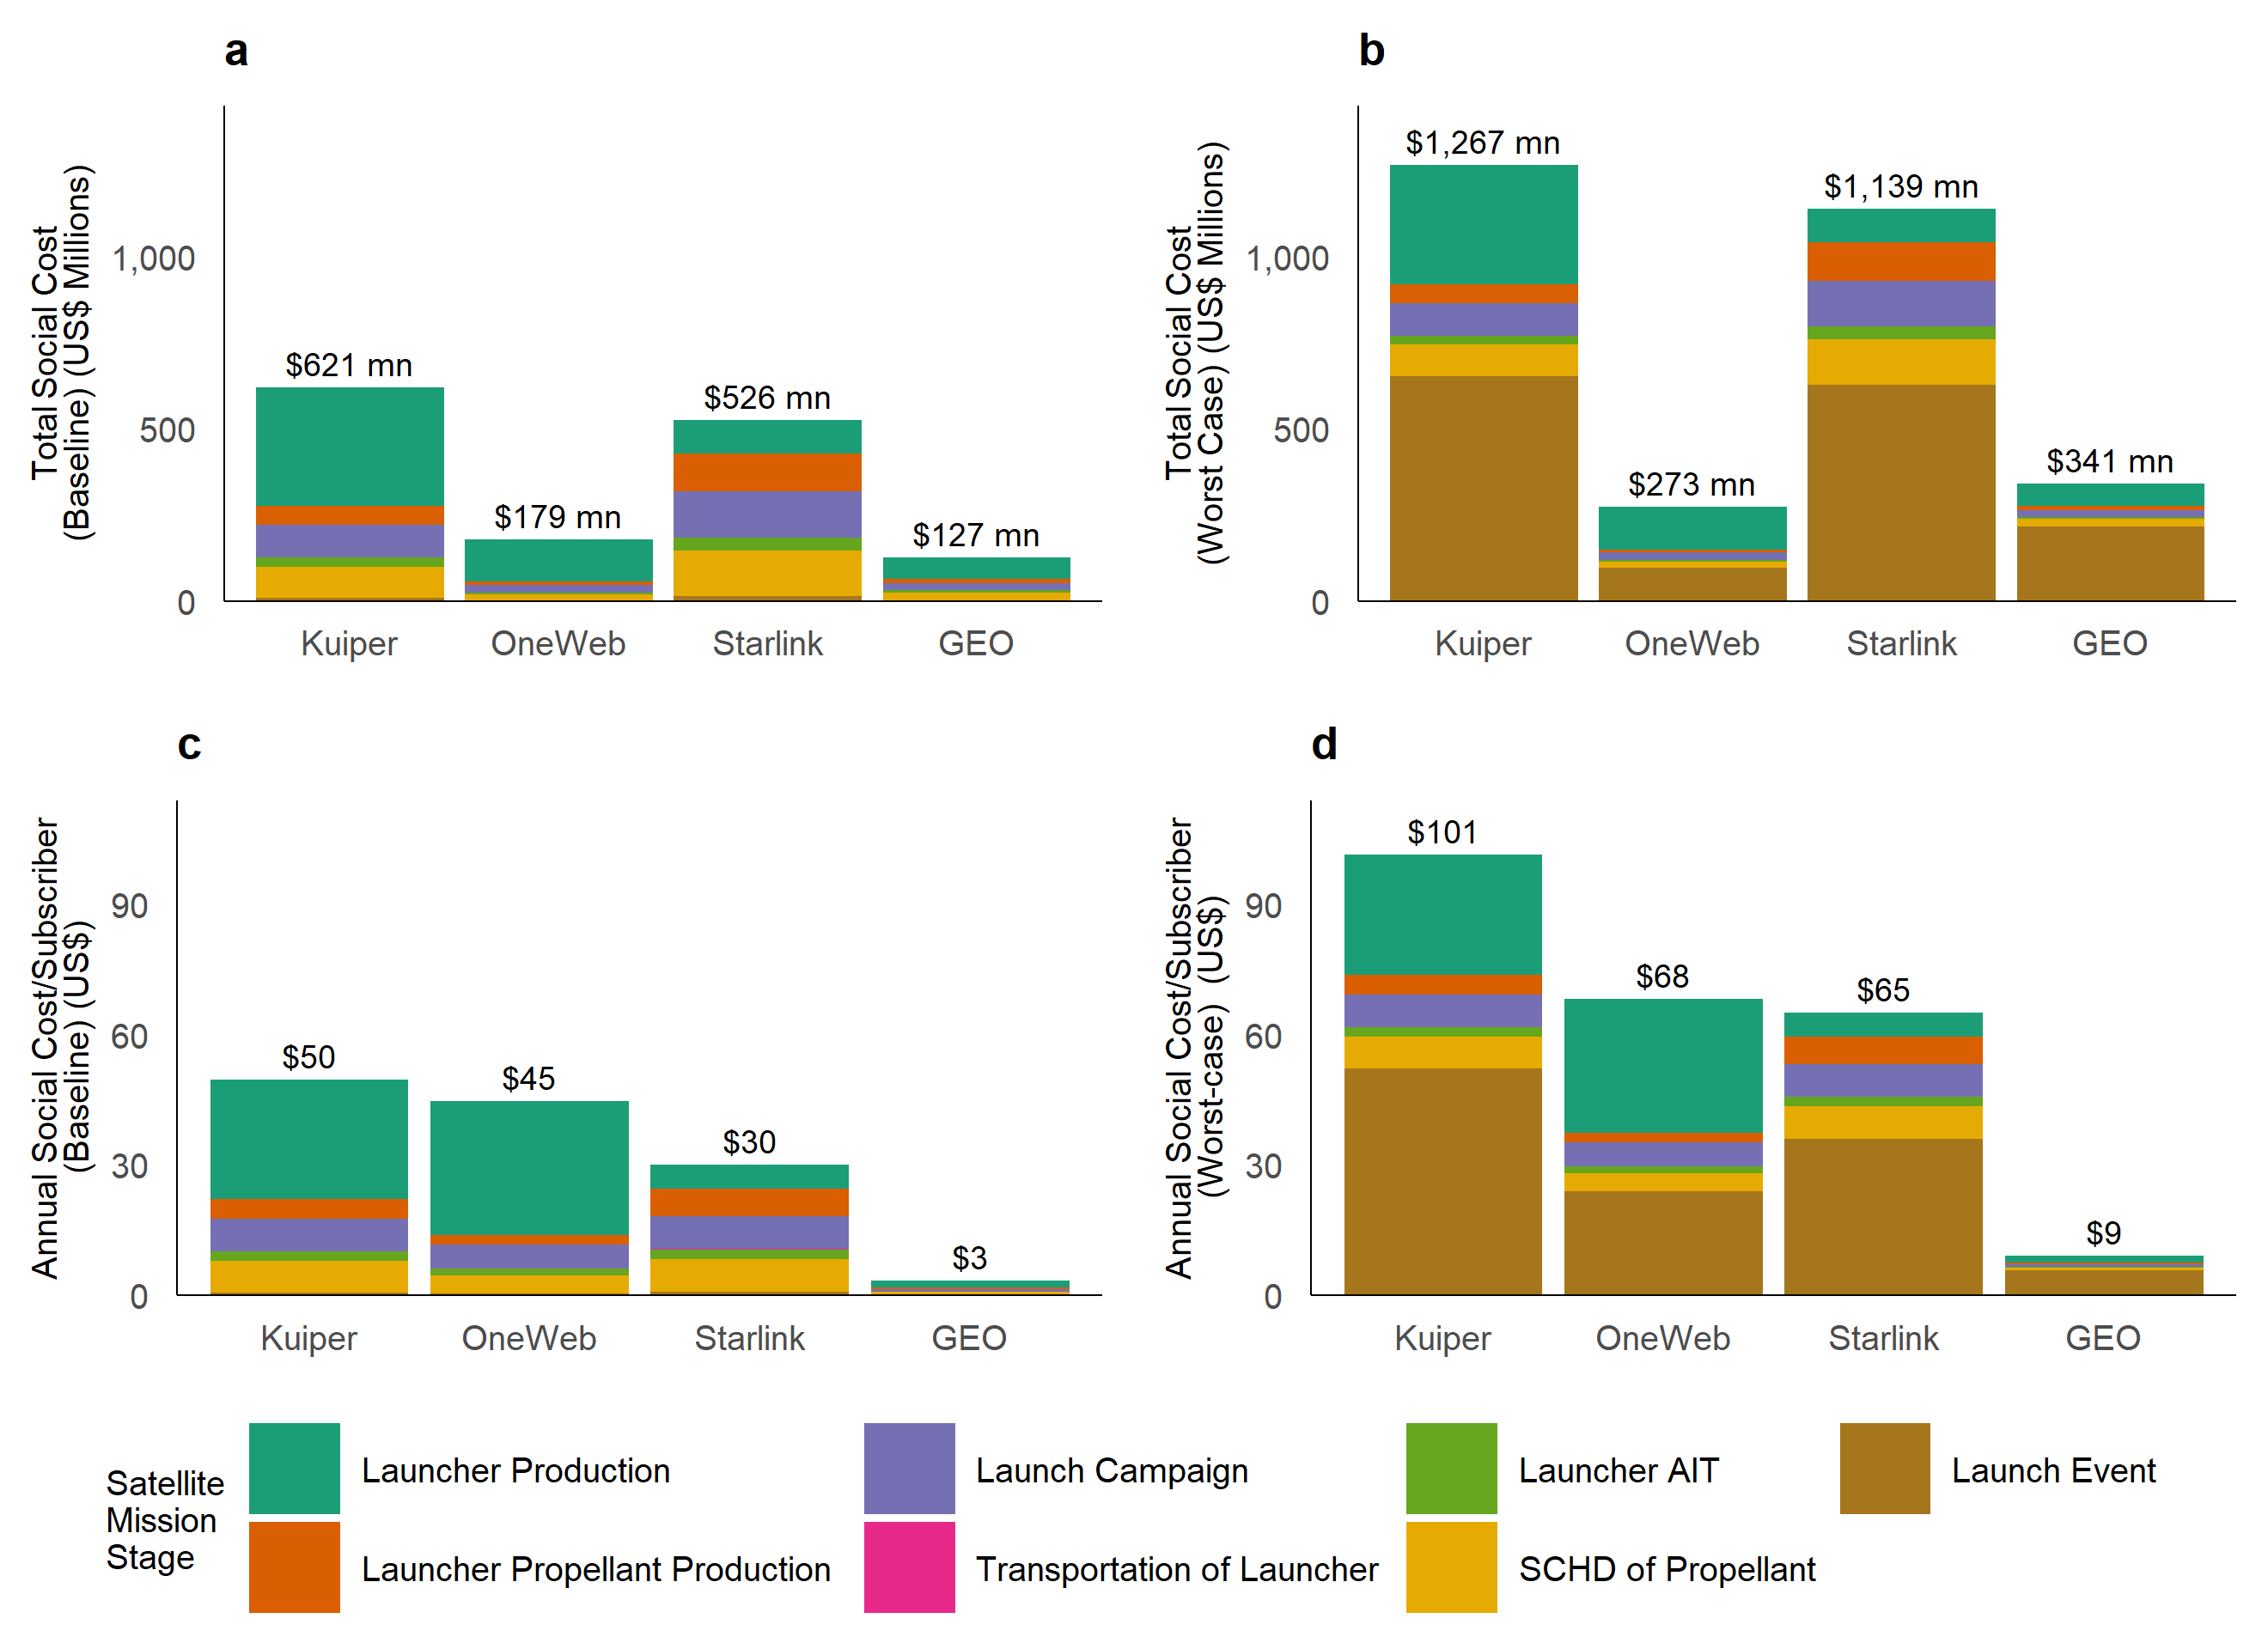 a
Total Social Cost
(Baseline) (US$ Millions)
1,000
500
0
$621 mn
$179 mn
$526 mn
$127 mn
Kuiper
OneWeb
Starlink
GEO
b
Total Social Cost
(Worst Case) (US$ Millions)
1,000
500
0
$1,267 mn
$273 mn
$1,139 mn
$341 mn
Kuiper
OneWeb
Starlink
GEO
c
Annual Social Cost/Subscriber
(Baseline) (US$)
90
60
30
0
$50
$45
$30
$3
Kuiper
OneWeb
Starlink
GEO
d
Annual Social Cost/Subscriber
(Worst-case) (US$)
90
60
30
0
$101
$68
$65
$9
Kuiper
OneWeb
Starlink
GEO
Satellite
Mission
Stage
Launcher Production
Launcher Propellant Production
Launch Campaign
Transportation of Launcher
Launcher AIT
SCHD of Propellant
Launch Event